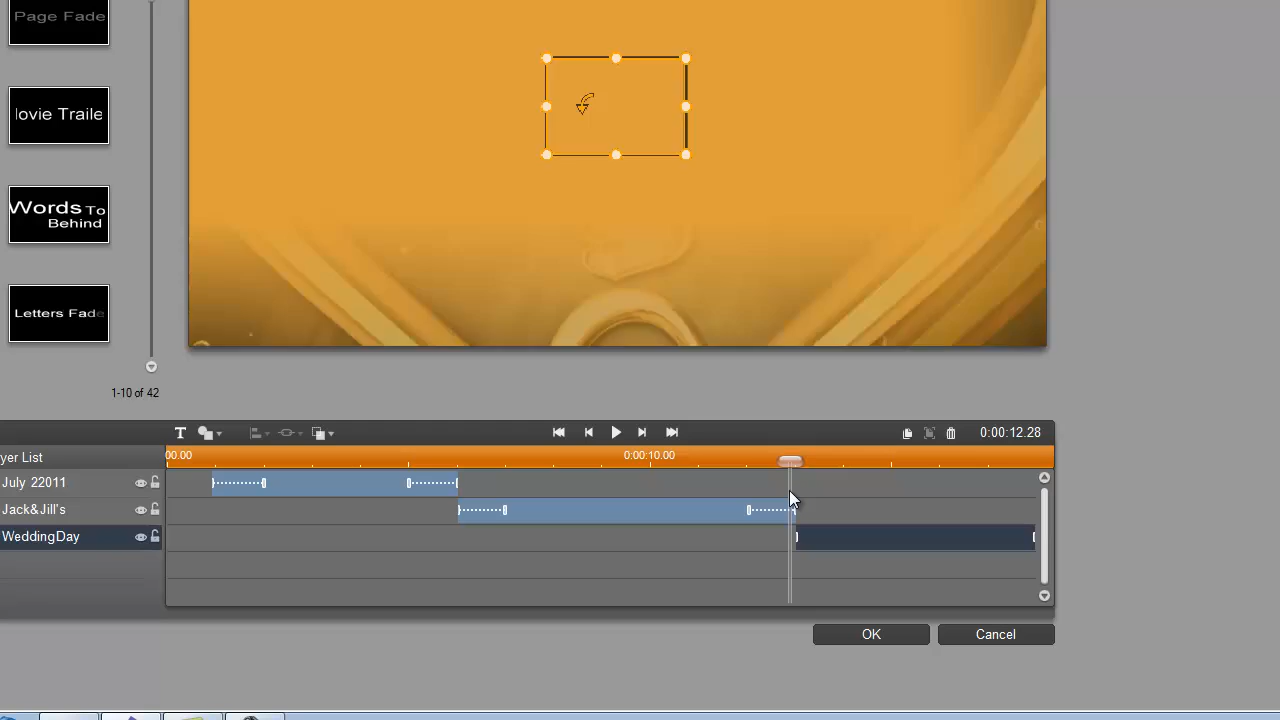 Page Fade
ovie Traile
Words To
Behind
Letters Fade
1-10 of 42
T
0:00:12.28
yer List
00.00
0:00:10.00
July 22011
Jack&Jill's
WeddingDay
OK
Cancel